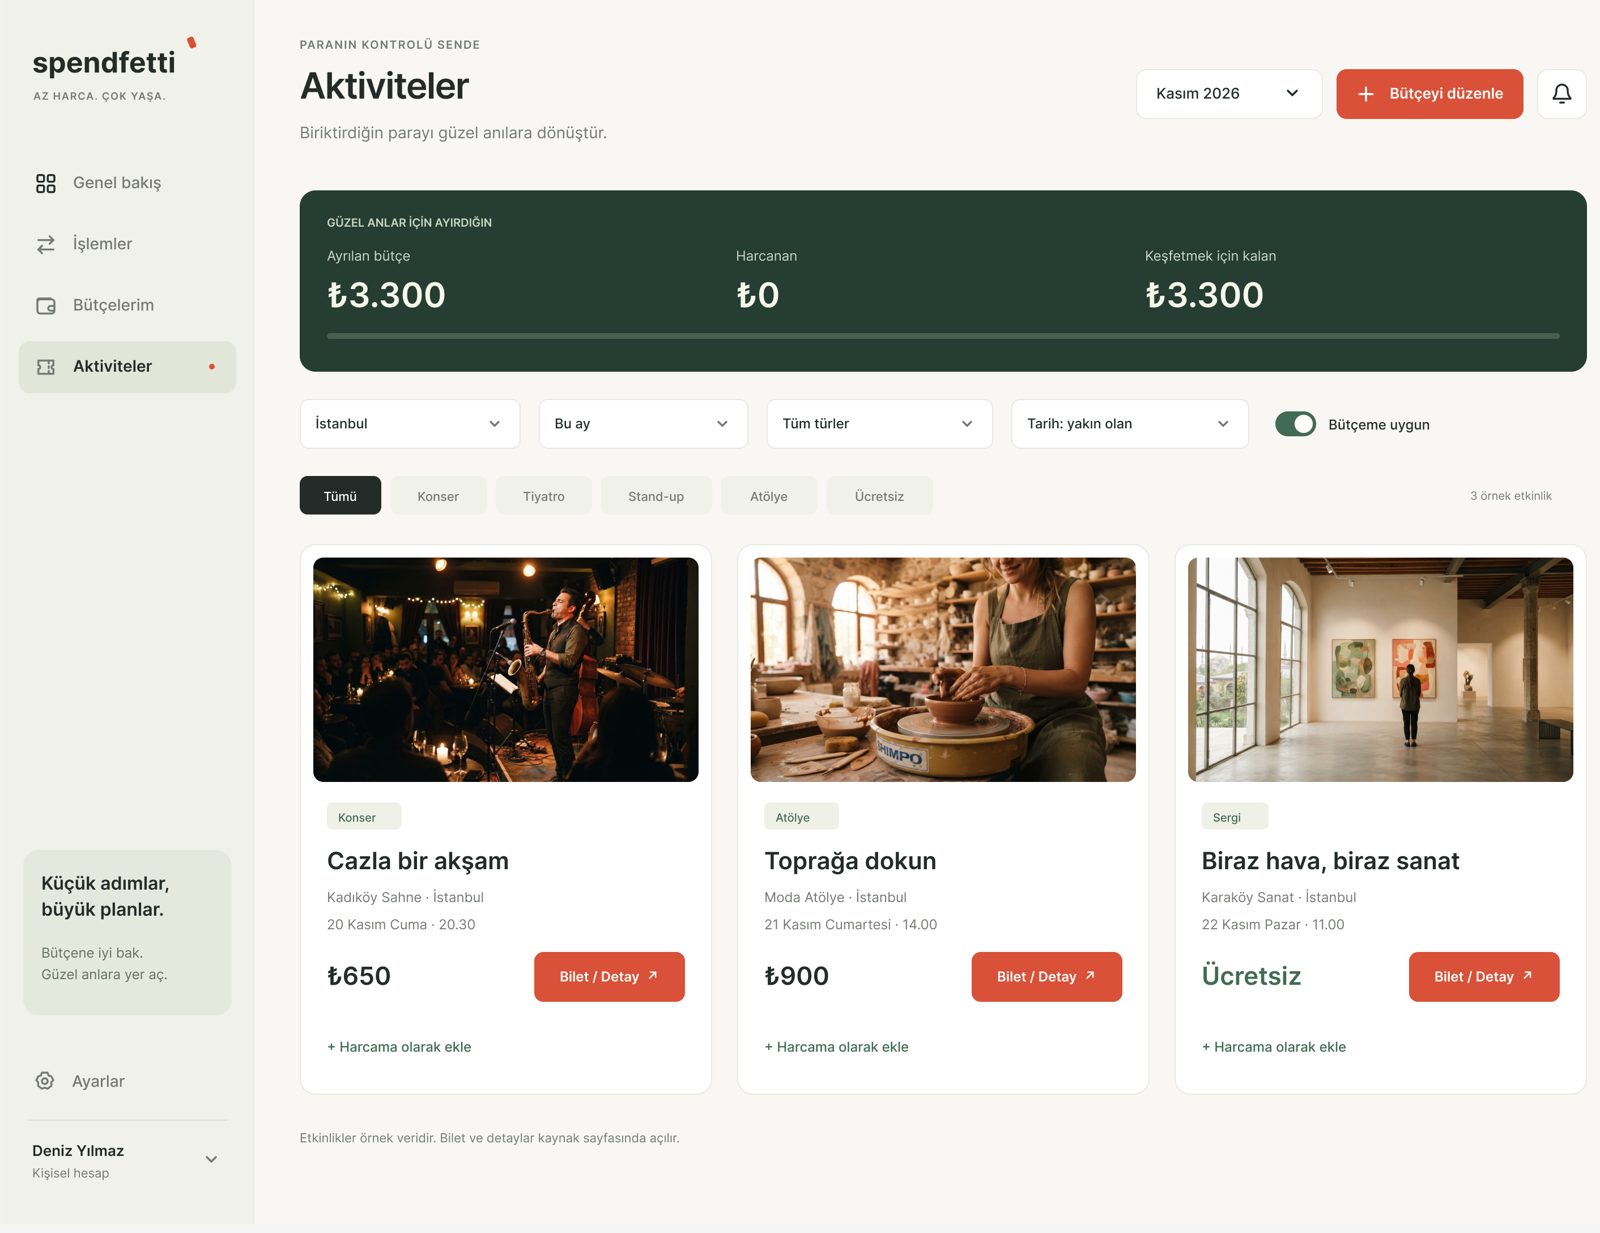 spendfetti
AZ HARCA. ÇOK YAŞA.
Genel bakış
İşlemler
Bütçelerim
Aktiviteler
Küçük adımlar,
büyük planlar.
Bütçene iyi bak.
Güzel anlara yer aç.
Ayarlar
Deniz Yılmaz
Kişisel hesap
PARANIN KONTROLÜ SENDE
Aktiviteler
Biriktirdiğin parayı güzel anılara dönüştür.
Kasım 2026
+ Bütçeyi düzenle
GÜZEL ANLAR İÇİN AYIRDIĞIN
Ayrılan bütçe
₺3.300
Harcanan
₺0
Keşfetmek için kalan
₺3.300
İstanbul
Bu ay
Tüm türler
Tarih: yakın olan
Bütçeme uygun
Tümü
Konser
Tiyatro
Stand-up
Atölye
Ücretsiz
3 örnek etkinlik
Konser
Cazla bir akşam
Kadıköy Sahne · İstanbul
20 Kasım Cuma · 20.30
₺650
Bilet / Detay ↗
+ Harcama olarak ekle
SHIMPO
Atölye
Toprağa dokun
Moda Atölye · İstanbul
21 Kasım Cumartesi · 14.00
₺900
Bilet / Detay ↗
+ Harcama olarak ekle
Sergi
Biraz hava, biraz sanat
Karaköy Sanat · İstanbul
22 Kasım Pazar · 11.00
Ücretsiz
Bilet / Detay ↗
+ Harcama olarak ekle
Etkinlikler örnek veridir. Bilet ve detaylar kaynak sayfasında açılır.